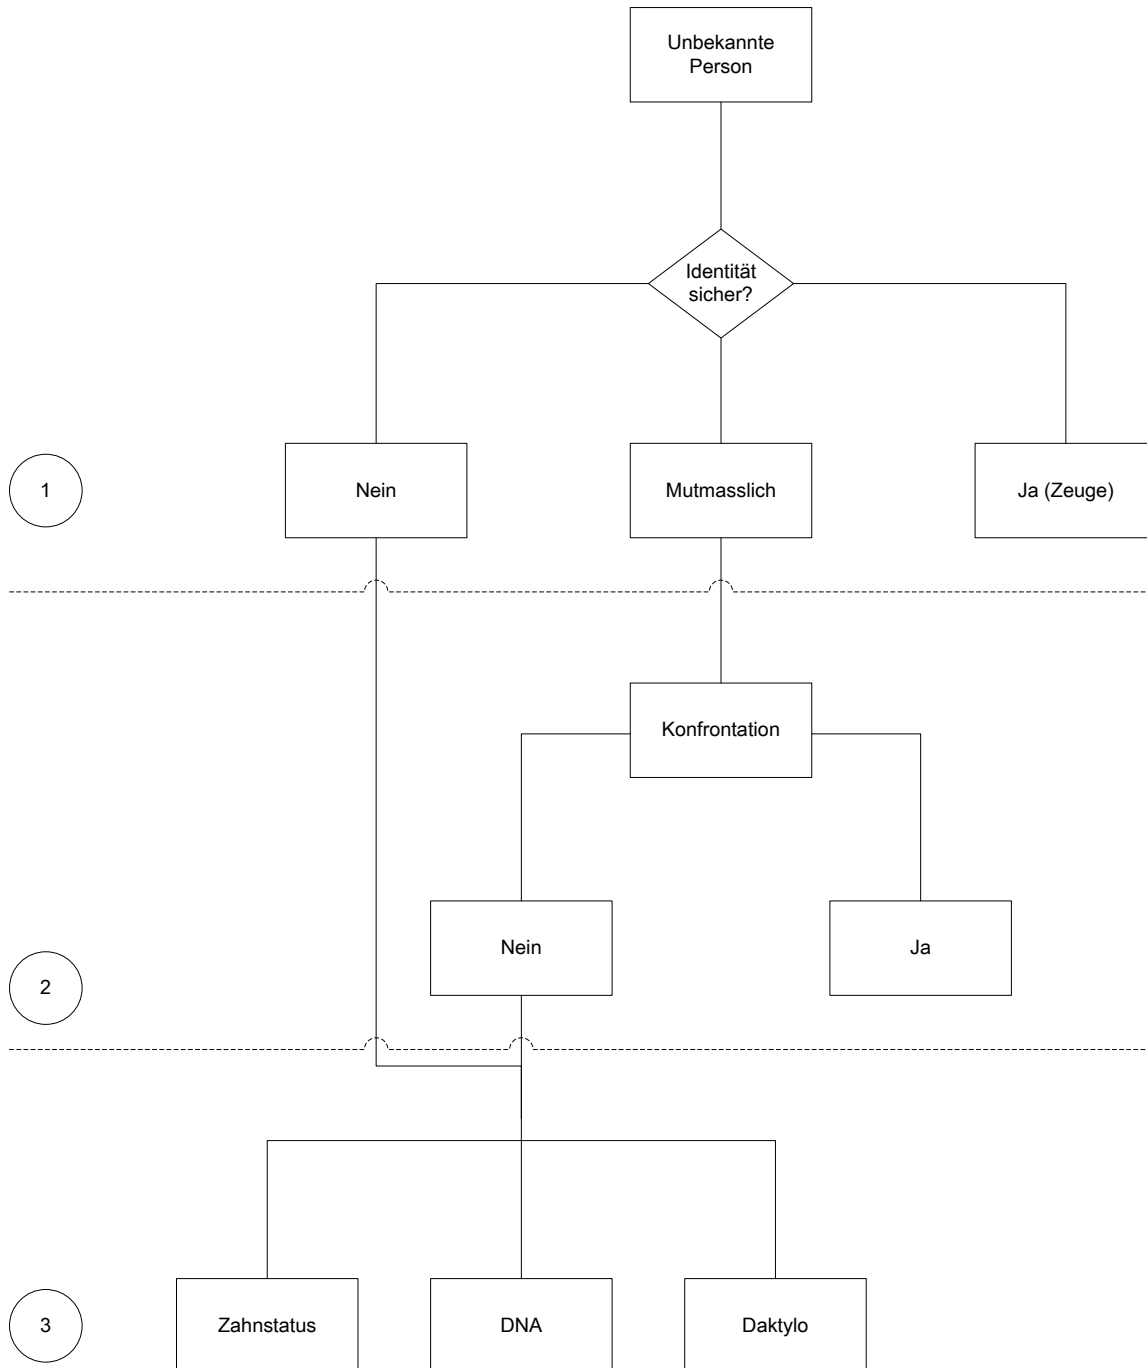 Unbekannte
Person
Identität
sicher?
1
Nein
Mutmasslich
Ja (Zeuge)
Konfrontation
Nein
Ja
2
3
Zahnstatus
DNA
Daktylo